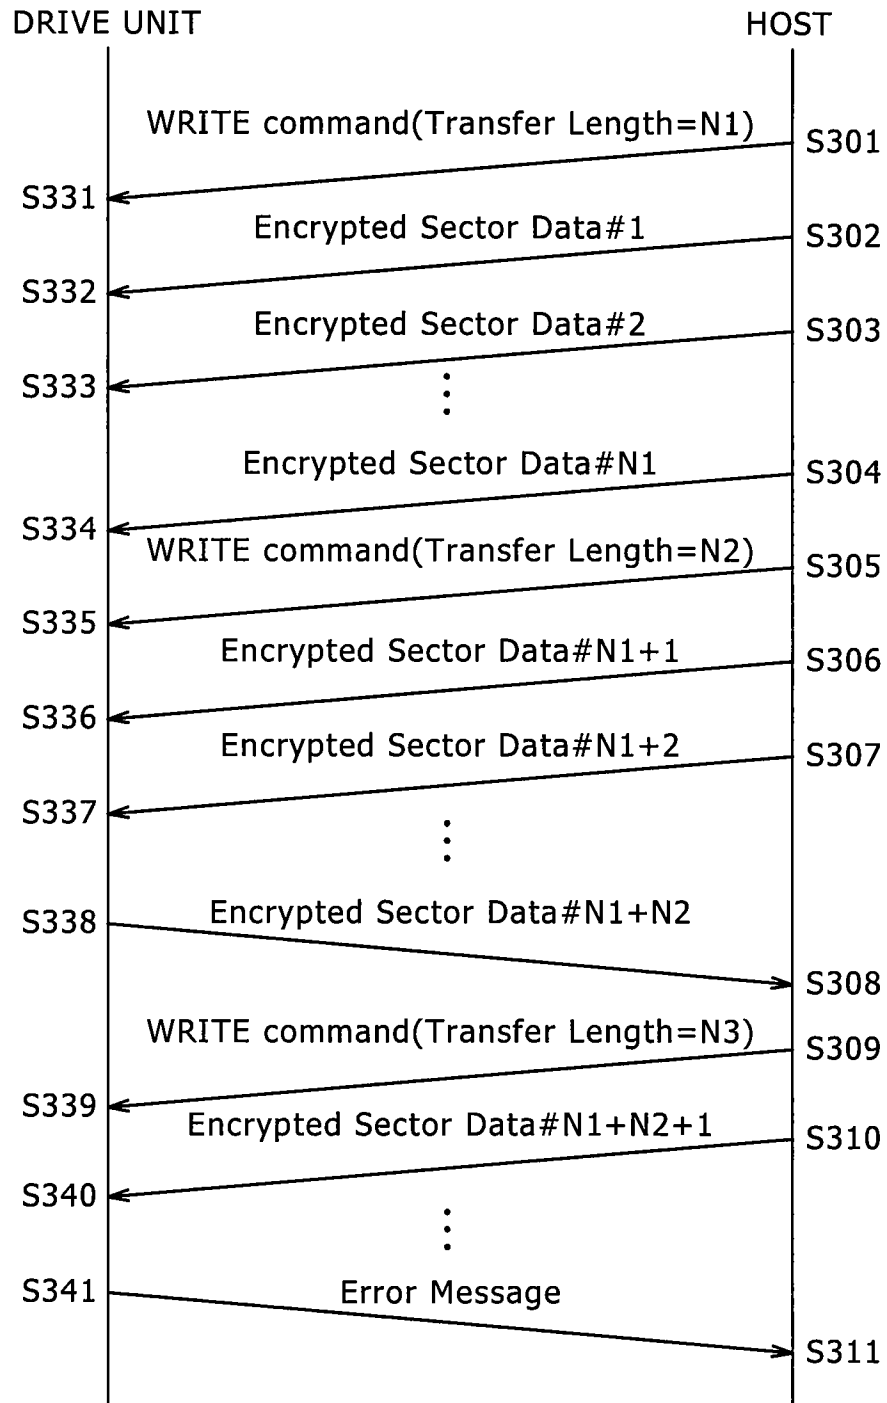 DRIVE UNIT HOST
WRITE command(Transfer Length=N1)
S301
S331
Encrypted Sector Data#1
S302
S332
Encrypted Sector Data#2
S303
S333
Encrypted Sector Data#N1
S304
S334
WRITE command(Transfer Length=N2)
S305
S335
Encrypted Sector Data#N1+1
S306
S336
Encrypted Sector Data#N1+2
S307
S337
S338
Encrypted Sector Data#N1+N2
S308
WRITE command(Transfer Length=N3)
S309
S339
Encrypted Sector Data#N1+N2+1
S310
S340
S341
Error Message
S311